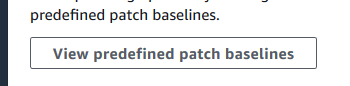 predefined patch baselines.
View predefined patch baselines